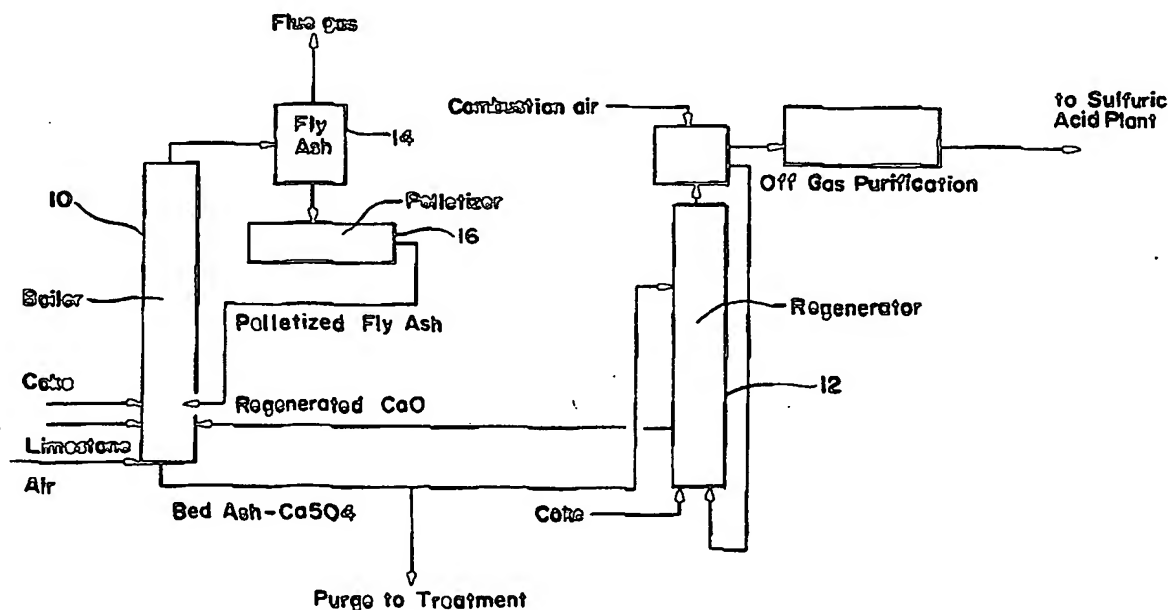 Flue gas
Combustion air
to Sulfuric
Acid Plant
Fly
Ash
14
Off Gas Purification
10
Pelletizer
16
Boiler
Regenerator
Pelletized Fly Ash
12
Coke
Regenerated CaO
Limestone
Air
Bed Ash-CaSO4
Coke
Purge to Treatment